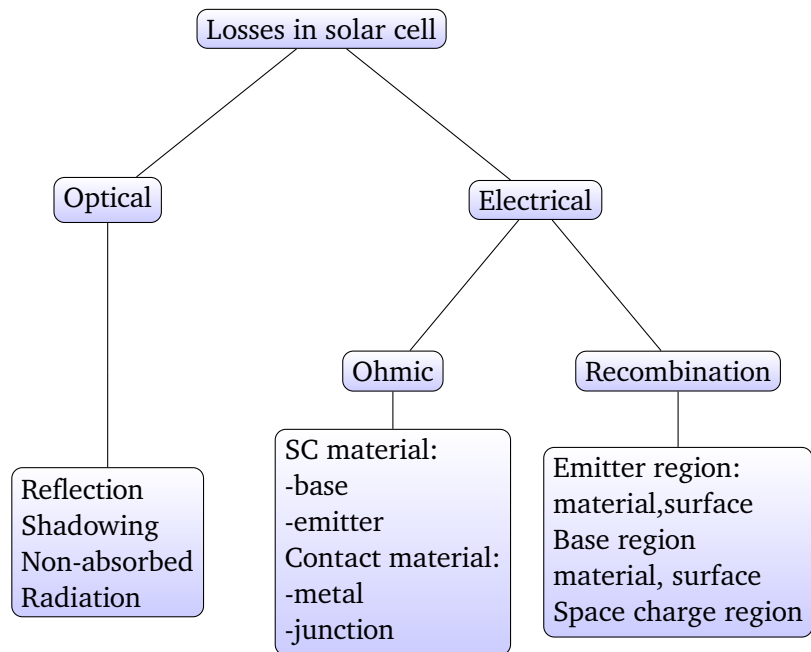 Losses in solar cell
Optical
Electrical
Ohmic
Recombination
Reflection
Shadowing
Non-absorbed
Radiation
SC material:
-base
-emitter
Contact material:
-metal
-junction
Emitter region:
material,surface
Base region
material, surface
Space charge region